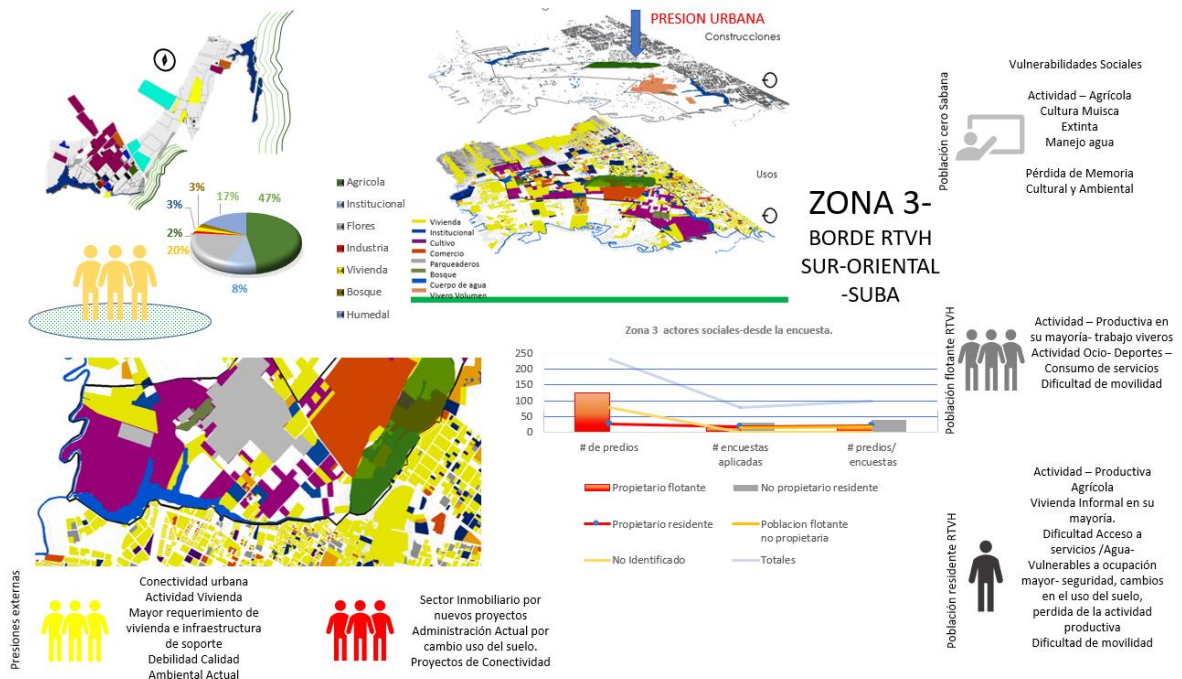 PRESION URBANA
Construcciones
Usos
3%
17%
47%
3%
2%
20%
8%
Agrícola
Institucional
Flores
Industria
Vivienda
Bosque
Humedal
Vivienda
Institucional
Cultivo
Comercio
Parqueaderos
Bosque
Cuerpo de agua
Vivero Volumen
ZONA 3-
BORDE RTVH
SUR-ORIENTAL
-SUBA
Población cero Sabana
Vulnerabilidades Sociales
Actividad – Agrícola
Cultura Muisca
Extinta
Manejo agua
Pérdida de Memoria
Cultural y Ambiental
Población flotante RTVH
Actividad – Productiva en
su mayoría- trabajo viveros
Actividad Ocio- Deportes –
Consumo de servicios
Dificultad de movilidad
Zona 3 actores sociales-desde la encuesta.
250
200
150
100
50
0
# de predios
# encuestas
aplicadas
# predios/
encuestas
Propietario flotante
No propietario residente
Propietario residente
Poblacion flotante
no propietaria
No Identificado
Totales
Población residente RTVH
Actividad – Productiva
Agrícola
Vivienda Informal en su
mayoría.
Dificultad Acceso a
servicios /Agua-
Vulnerables a ocupación
mayor- seguridad, cambios
en el uso del suelo,
perdida de la actividad
productiva
Dificultad de movilidad
Presiones externas
Conectividad urbana
Actividad Vivienda
Mayor requerimiento de
vivienda e infraestructura
de soporte
Debilidad Calidad
Ambiental Actual
Sector Inmobiliario por
nuevos proyectos
Administración Actual por
cambio uso del suelo.
Proyectos de Conectividad